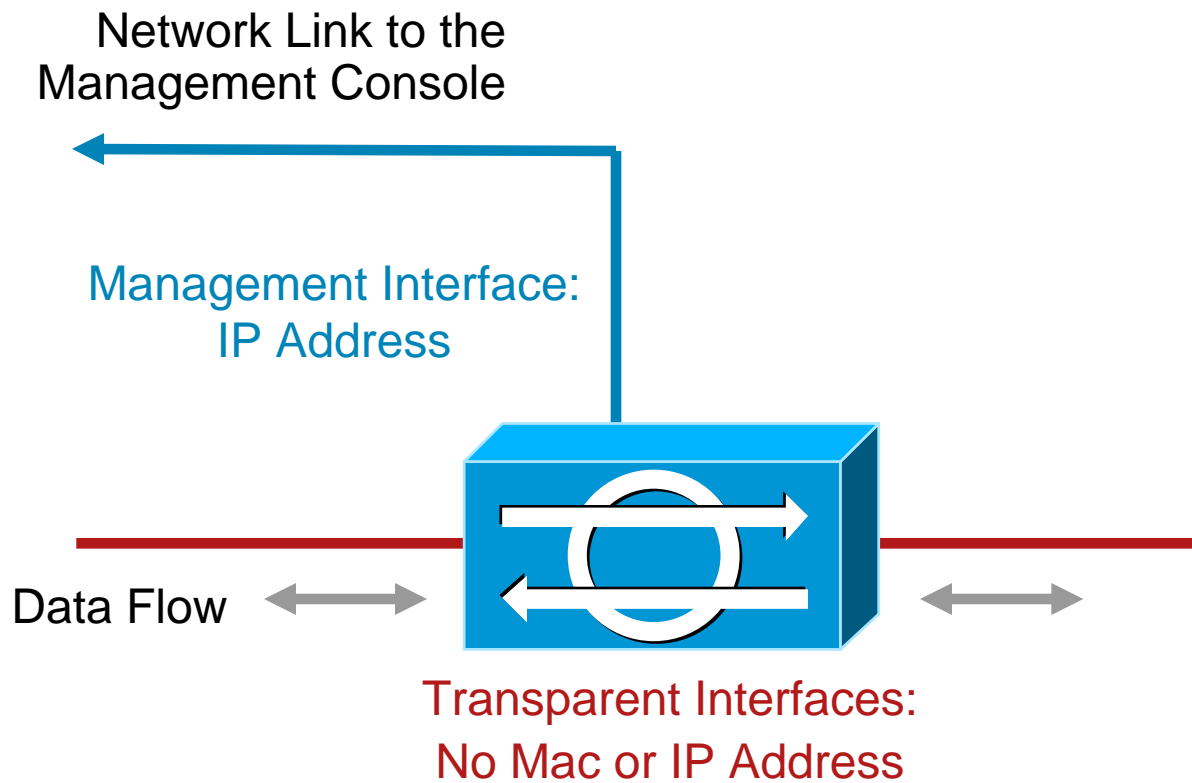 Network Link to the
Management Console
Management Interface:
IP Address
Data Flow
Transparent Interfaces:
No Mac or IP Address